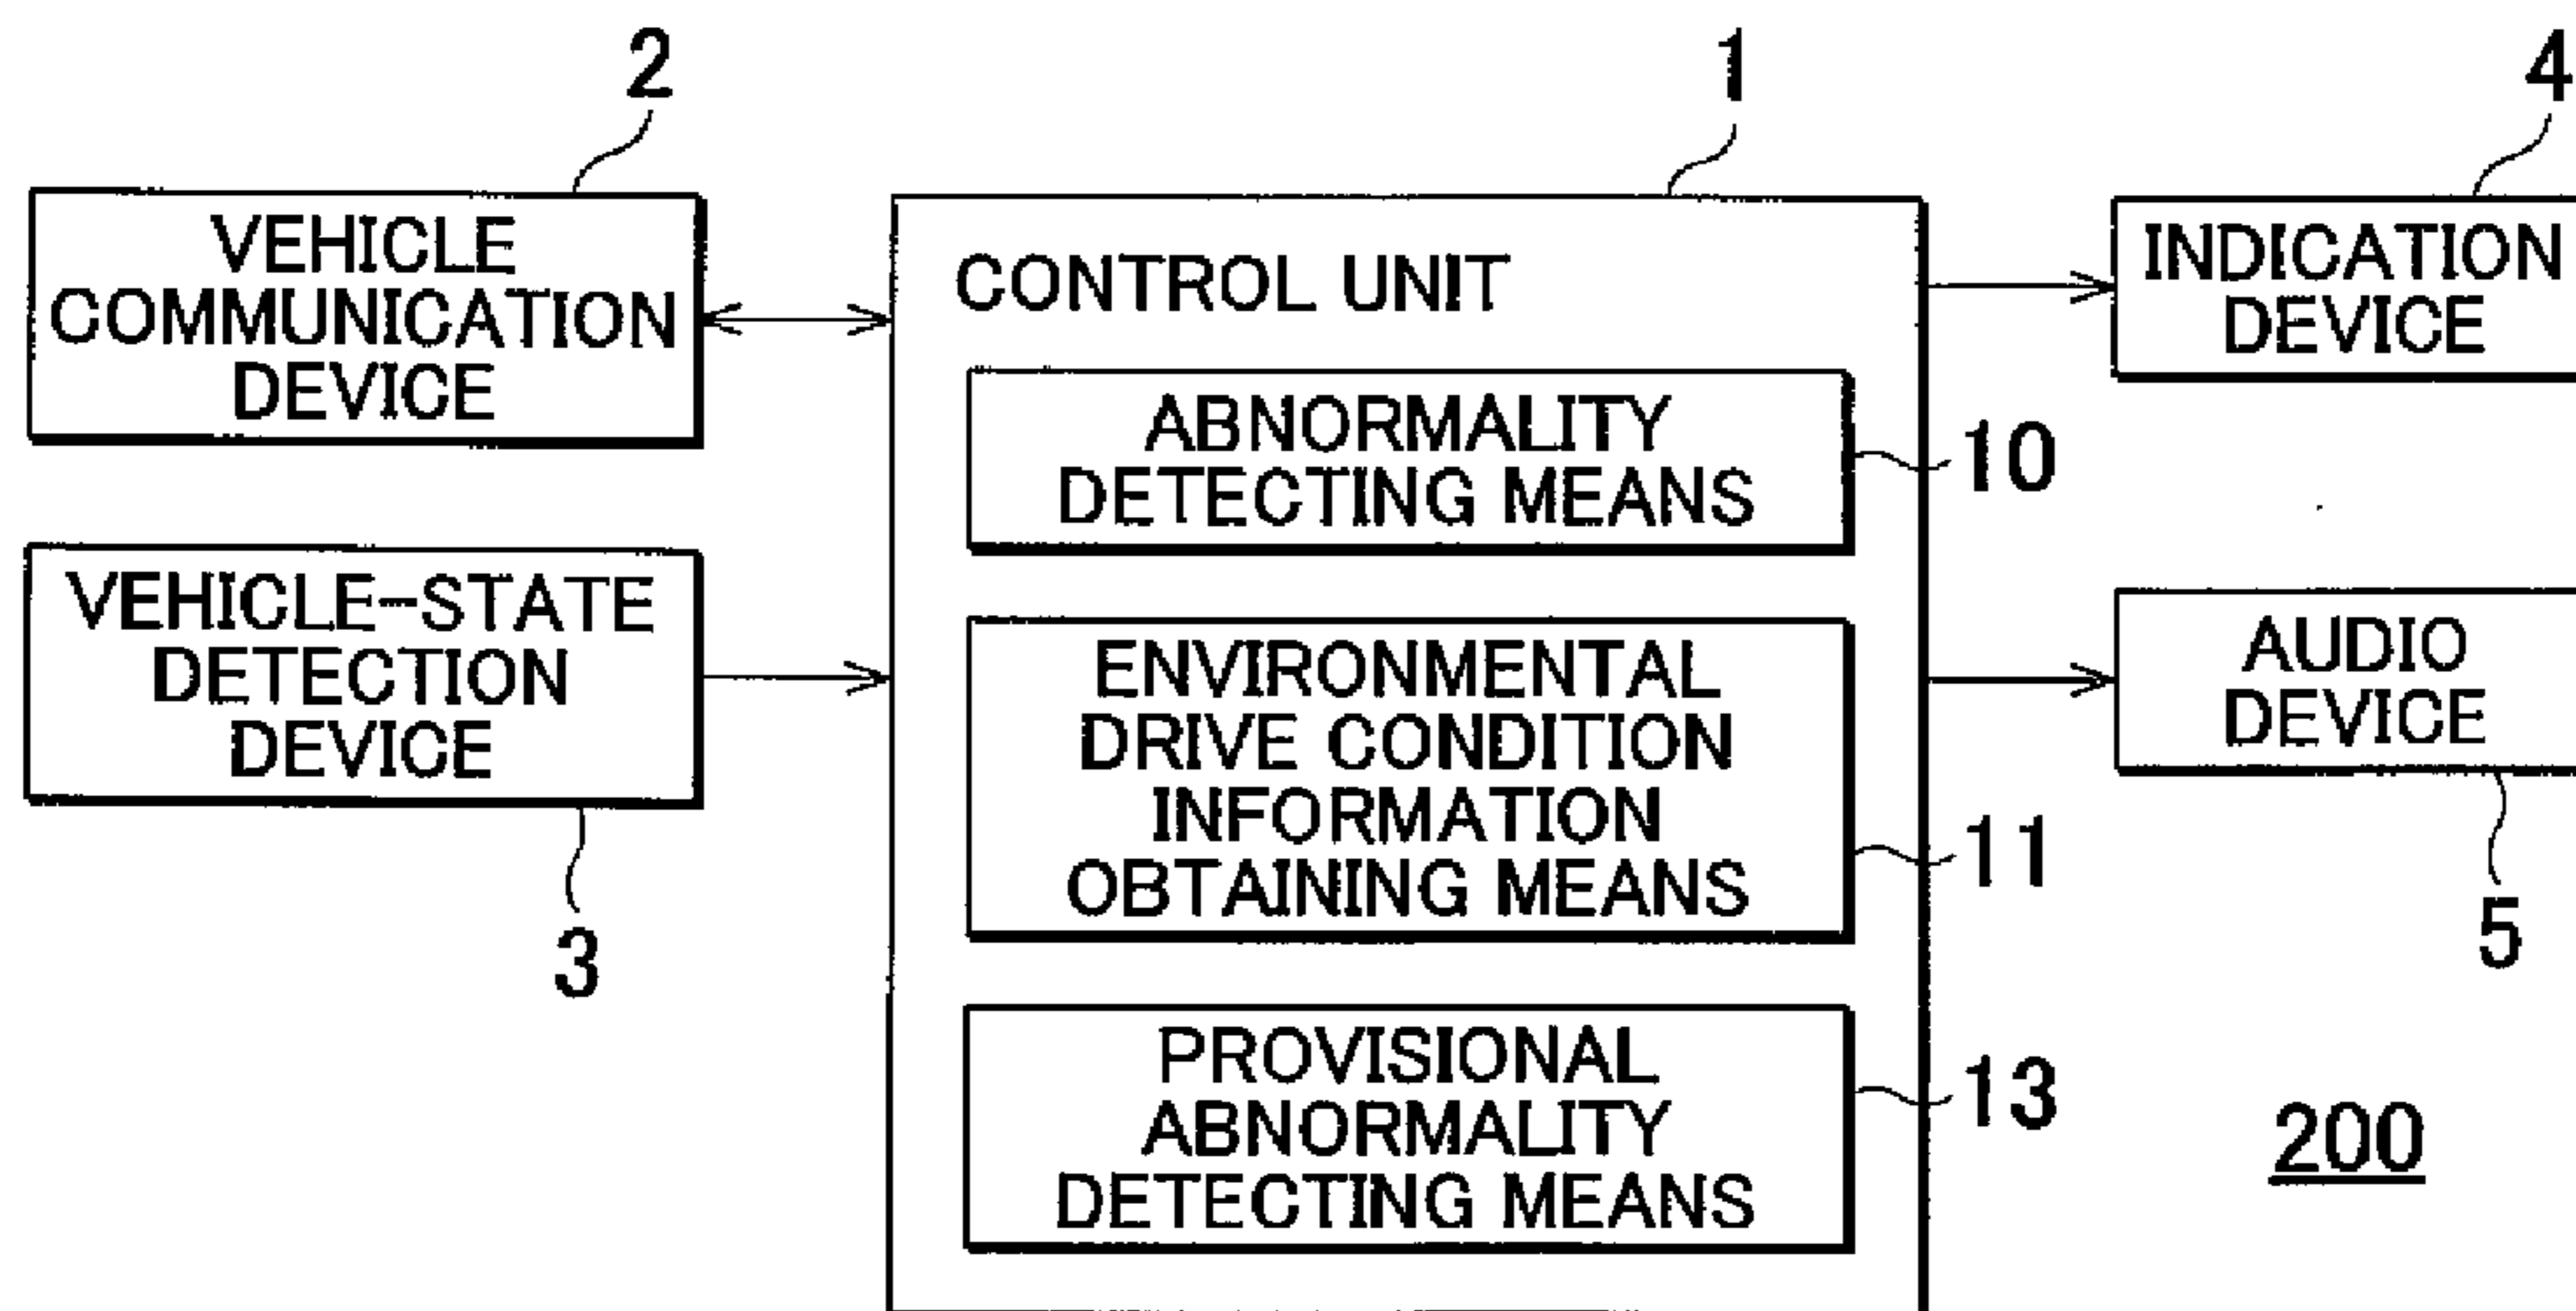 2
1
4
VEHICLE
COMMUNICATION
DEVICE
CONTROL UNIT
INDICATION
DEVICE
ABNORMALITY
DETECTING MEANS
10
VEHICLE-STATE
DETECTION
DEVICE
3
ENVIRONMENTAL
DRIVE CONDITION
INFORMATION
OBTAINING MEANS
11
AUDIO
DEVICE
5
PROVISIONAL
ABNORMALITY
DETECTING MEANS
13
200